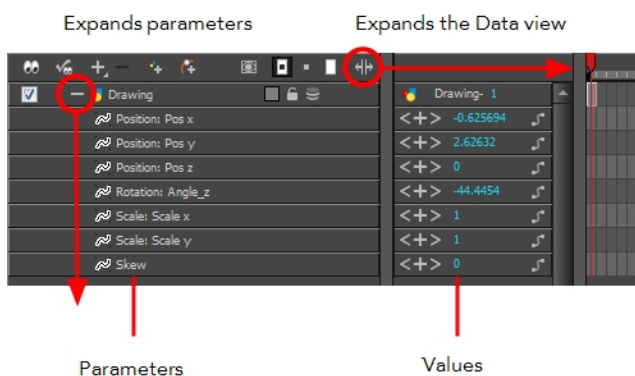 Expands parameters
Expands the Data view
Drawing
Drawing- 1
Position: Pos x
-0.625694
Position: Pos y
2.62632
Position: Pos z
0
Rotation: Angle_z
-44.4454
Scale: Scale x
1
Scale: Scale y
1
Skew
0
Parameters
Values